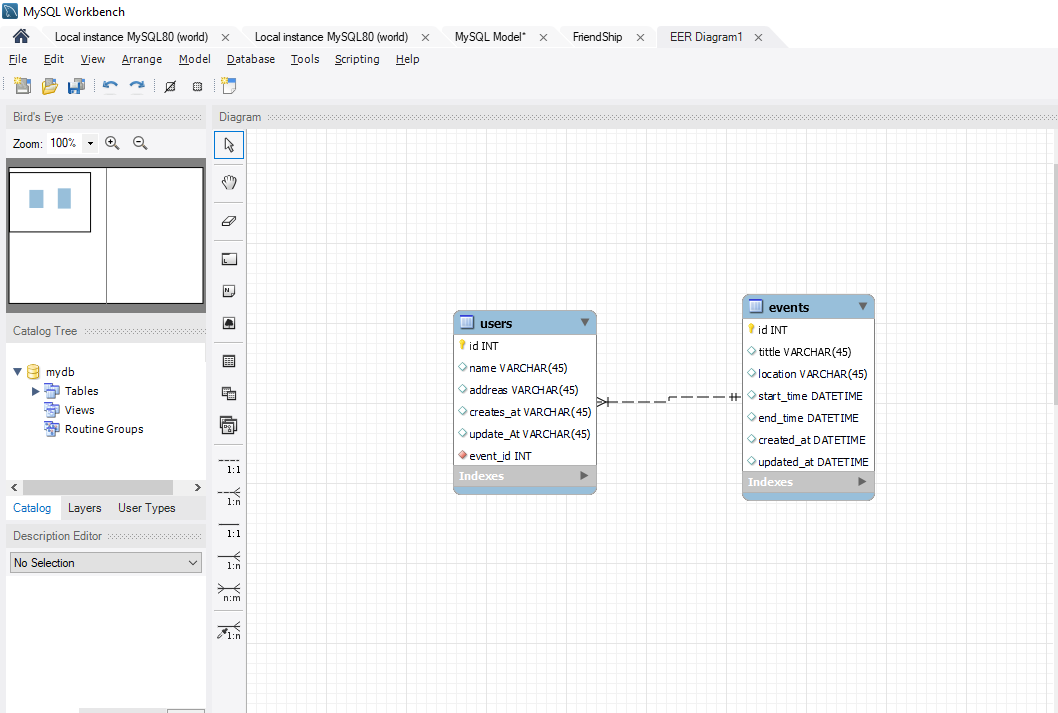 MySQL Workbench
Local instance MySQL80 (world) Local instance MySQL80 (world) MySQL Model* FriendShip EER Diagram1
File Edit View Arrange Model Database Tools Scripting Help
Bird's Eye
Zoom: 100%
Catalog Tree
mydb
Tables
Views
Routine Groups
Catalog Layers User Types
Description Editor
No Selection
Diagram
1:1
1:n
1:1
1:n
n:m
1:n
users
id INT
name VARCHAR(45)
addreas VARCHAR(45)
creates_at VARCHAR(45)
update_At VARCHAR(45)
event_id INT
Indexes
events
id INT
tittle VARCHAR(45)
location VARCHAR(45)
start_time DATETIME
end_time DATETIME
created_at DATETIME
updated_at DATETIME
Indexes